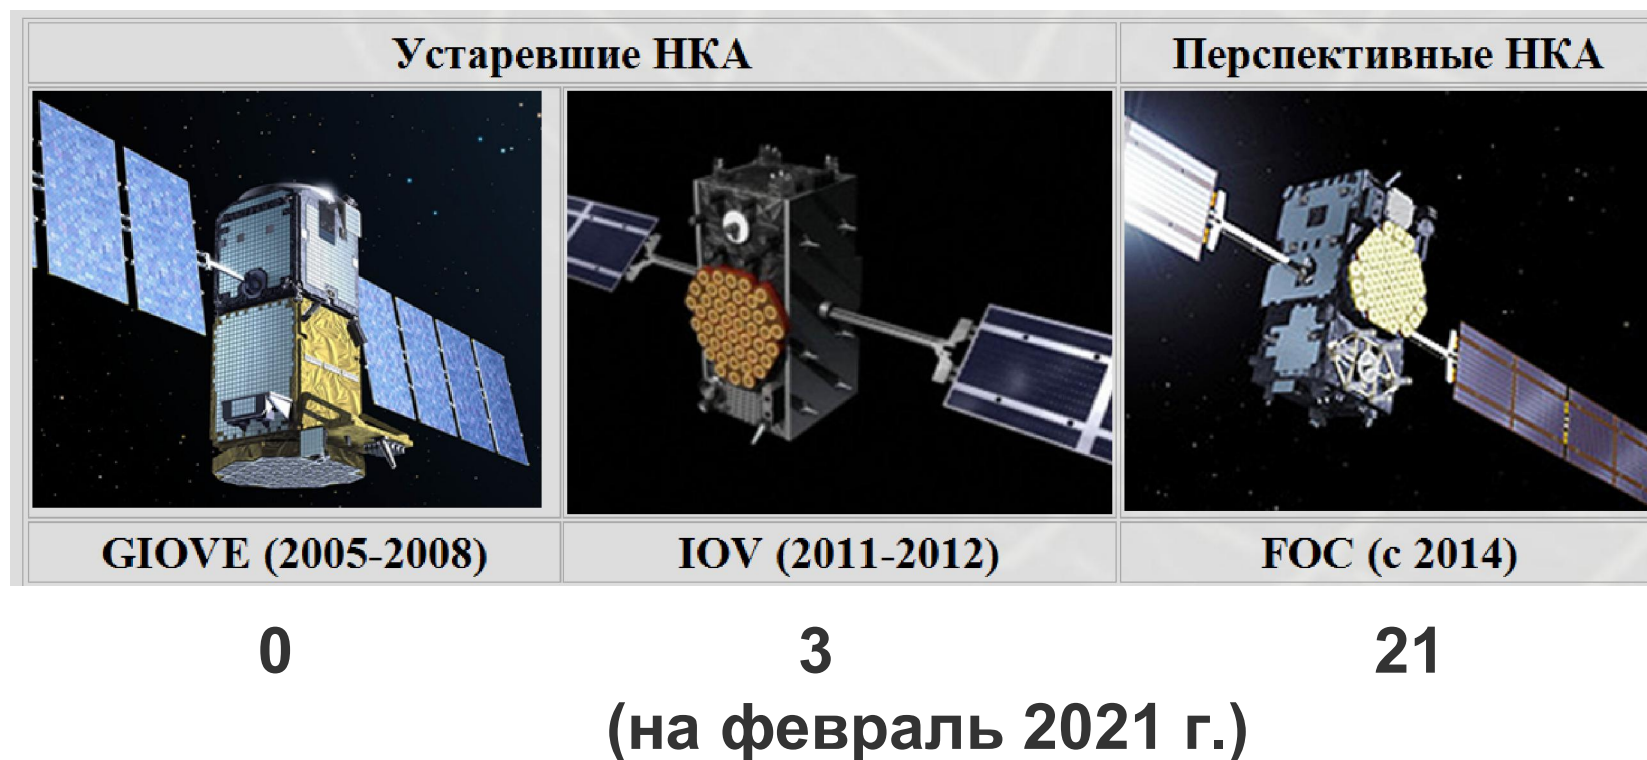 Устаревшие НКА Перспективные НКА
GIOVE (2005-2008) IOV (2011-2012) FOC (с 2014)
0 3 21
(на февраль 2021 г.)